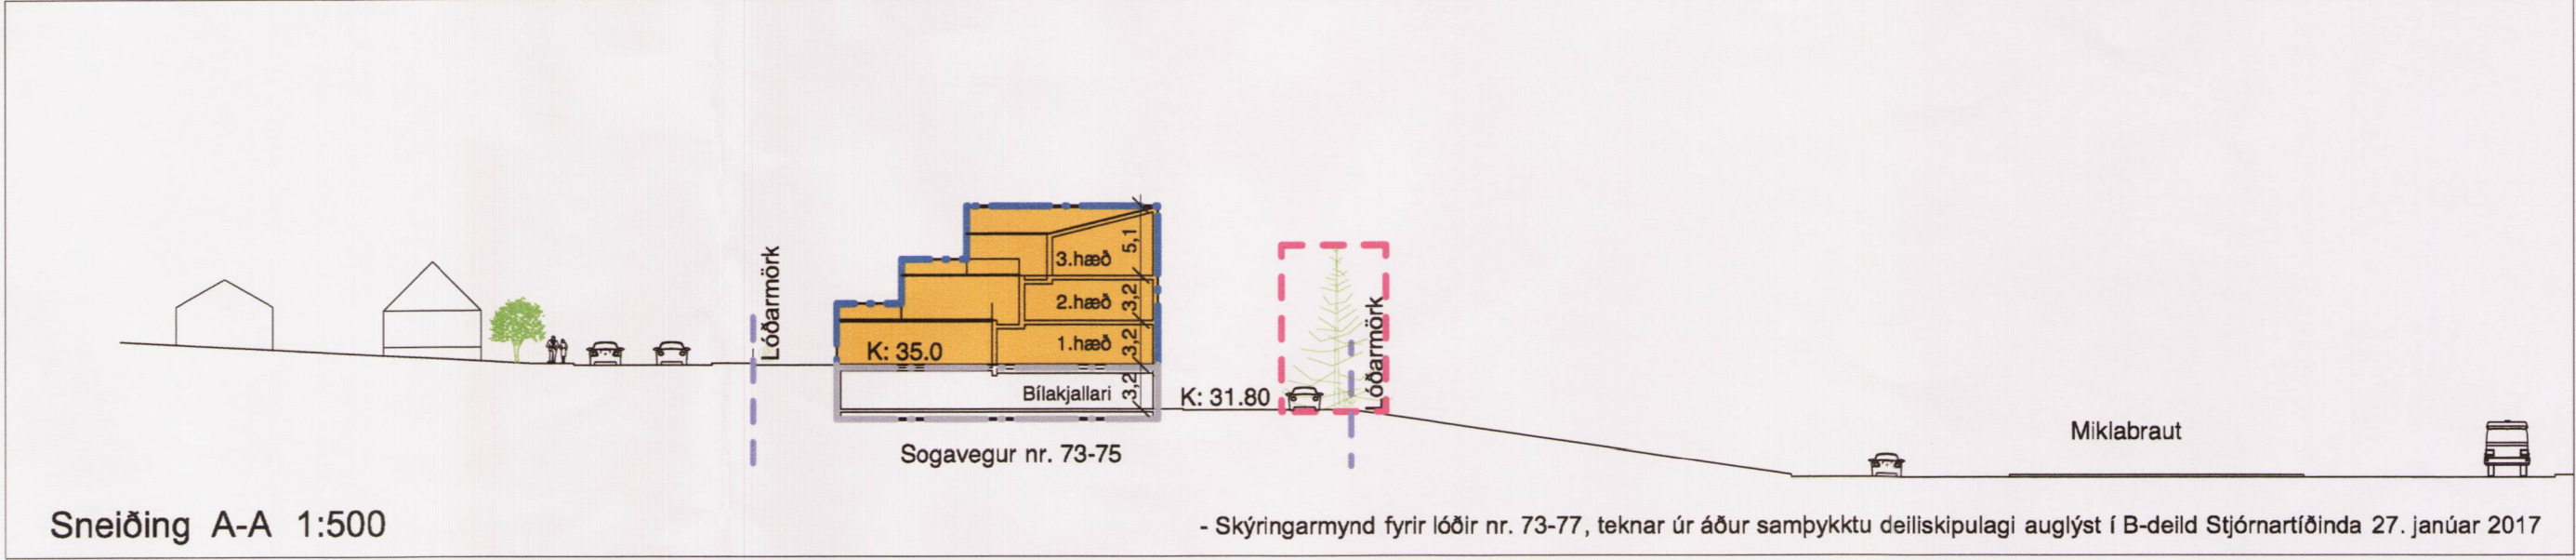 Lóðarmörk
5,1
3.hæð
2.hæð
3,2
1.hæð
3,2
K: 35.0
Bílakjallari
3,2
K: 31.80
Lóðarmörk
Miklabraut
Sogavegur nr. 73-75
Sneiðing A-A 1:500
- Skýringarmynd fyrir lóðir nr. 73-77, teknar úr áður samþykktu deiliskipulagi auglýst í B-deild Stjórnartíðinda 27. janúar 2017